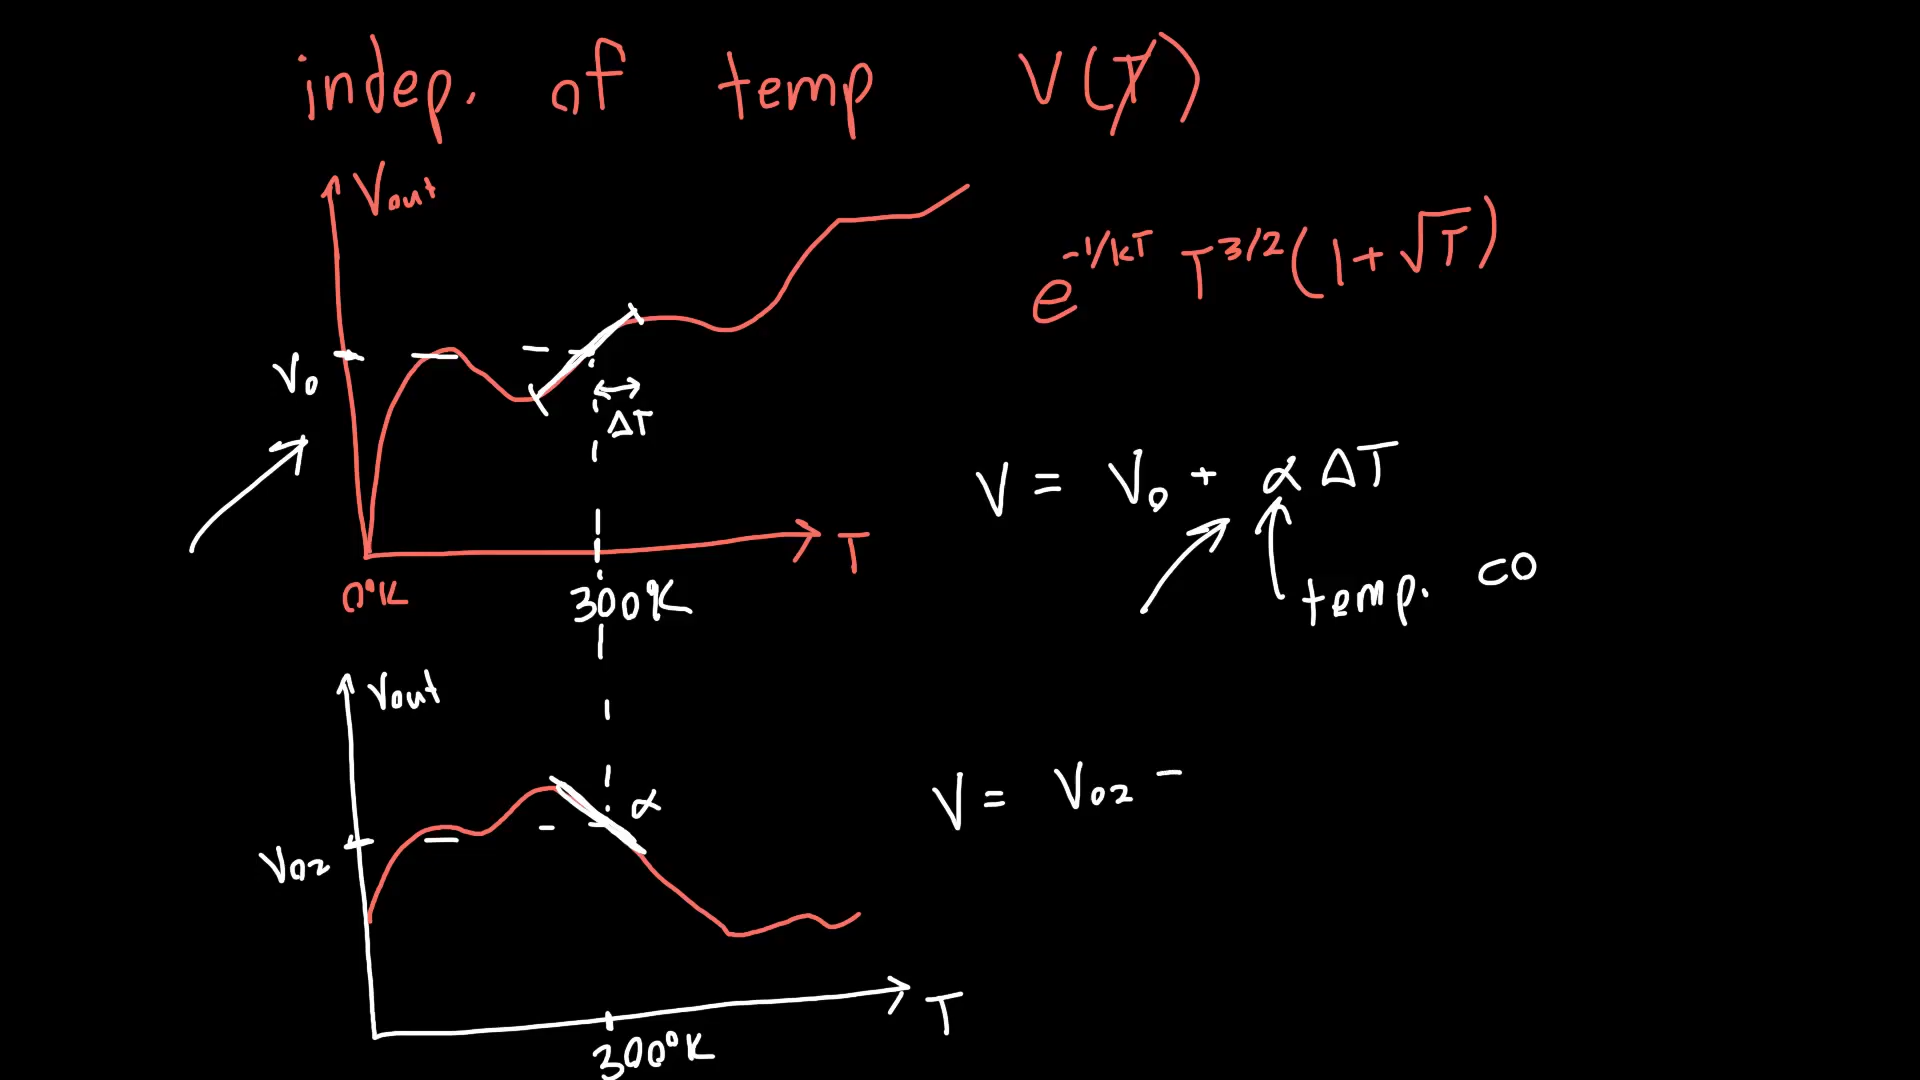 indep. of temp V(T)
Vout
e^-1/kT T^3/2 (1+√T)
V0
ΔT
V = V0 + αΔT
T
0°K
300°K
temp. co
Vout
α
V = V02 -
V02
T
300°K